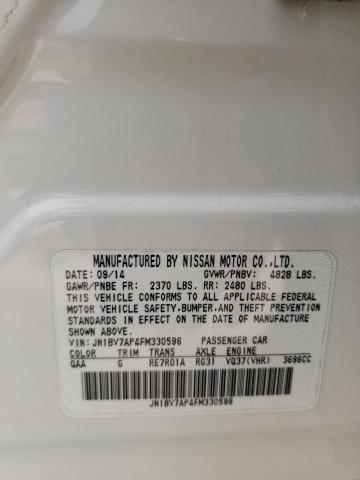 MANUFACTURED BY NISSAN MOTOR CO.,LTD.
DATE: 09/14 GVWR/PNBV: 4828 LBS.
GAWR/PNBE FR: 2370 LBS. RR: 2480 LBS.
THIS VEHICLE CONFORMS TO ALL APPLICABLE FEDERAL
MOTOR VEHICLE SAFETY,BUMPER,AND THEFT PREVENTION
STANDARDS IN EFFECT ON DATE OF MANUFACTURE
SHOWN ABOVE.
VIN: JN1BV7AP4FM330596 PASSENGER CAR
COLOR TRIM TRANS AXLE ENGINE
QAA G RE7R01A RG31 VQ37(VHR) 3696CC
JN1BV7AP4FM330596